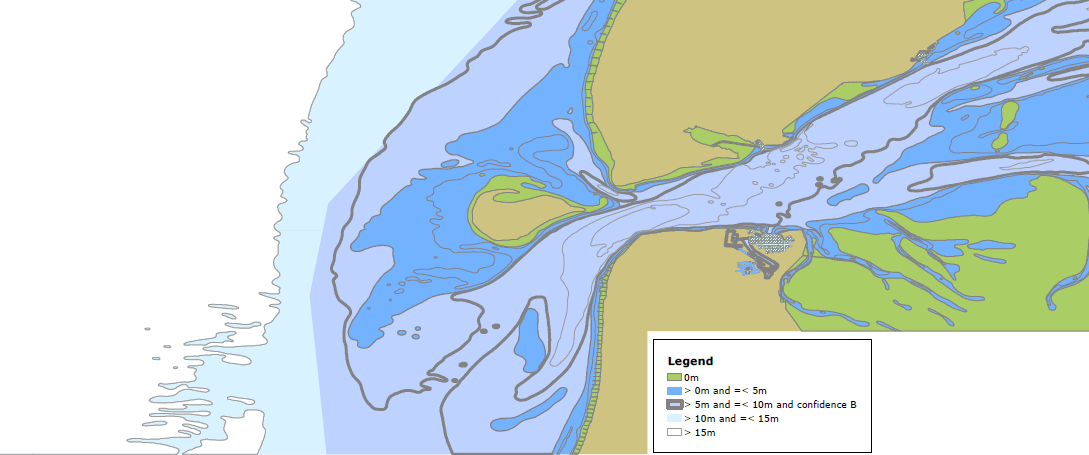 Legend
0m
> 0m and =< 5m
> 5m and =< 10m and confidence B
> 10m and =< 15m
> 15m